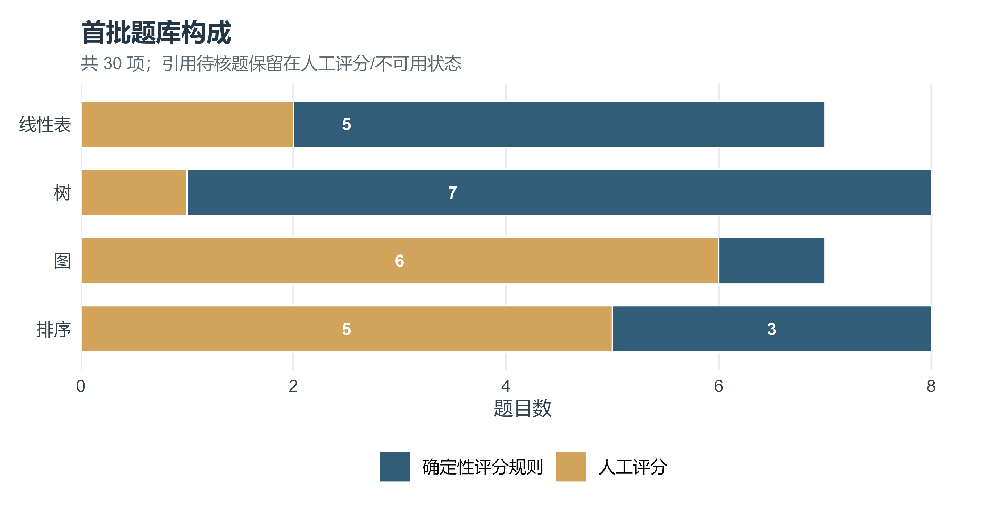 首批题库构成
共 30 项；引用待核题保留在人工评分/不可用状态
线性表
5
树
7
图
6
排序
5 3
0 2 4 6 8
题目数
确定性评分规则 人工评分